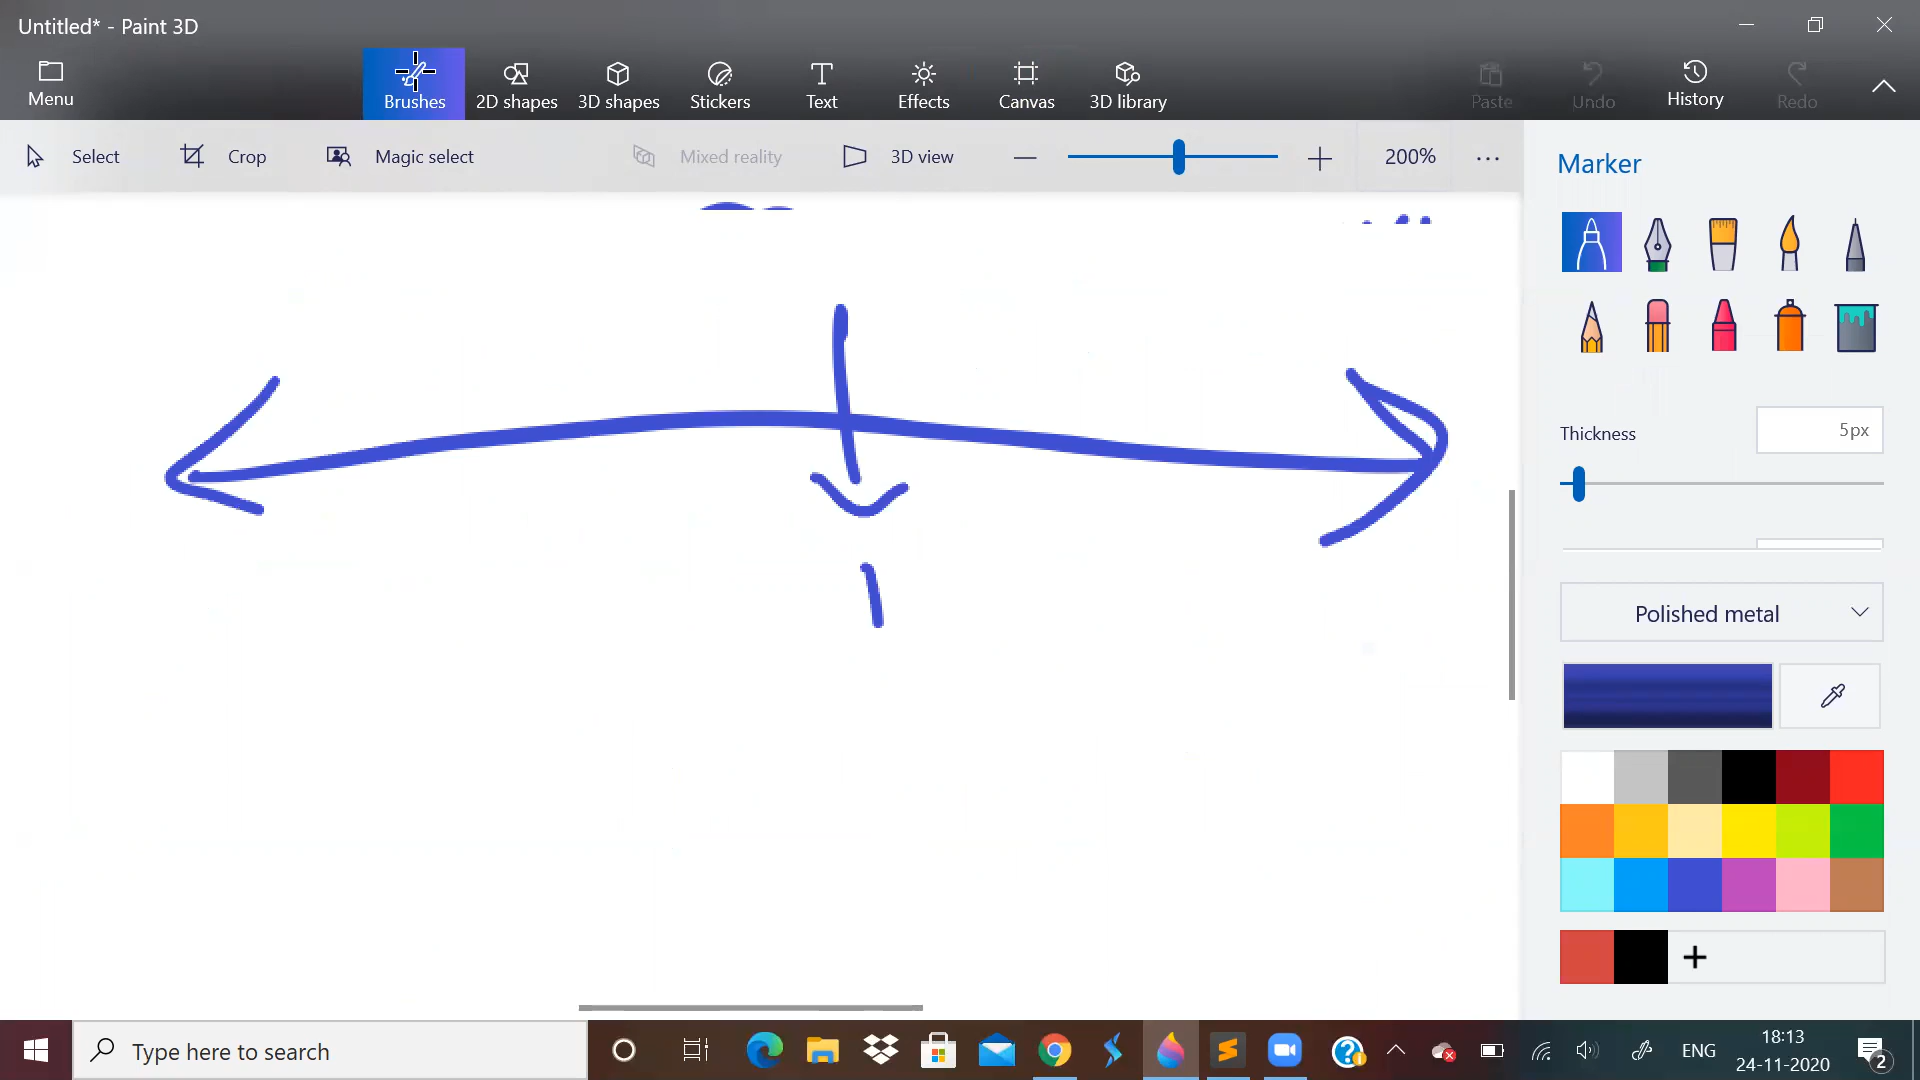 Untitled* - Paint 3D
Menu
Brushes
2D shapes
3D shapes
Stickers
Text
Effects
Canvas
3D library
Paste
Undo
History
Redo
Select
Crop
Magic select
Mixed reality
3D view
200%
Marker
Thickness
5px
Polished metal
Type here to search
ENG
18:13
24-11-2020
2